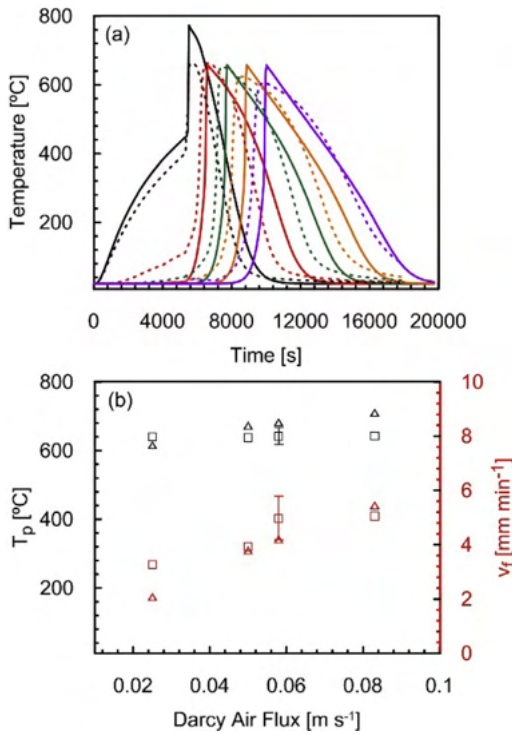 800
(a)
600
400
200
Temperature [ºC]
0 4000 8000 12000 16000 20000
Time [s]
800
(b)
600
400
200
Tp [ºC]
10
8
6
4
2
0
vf [mm min-1]
0.02 0.04 0.06 0.08 0.1
Darcy Air Flux [m s-1]